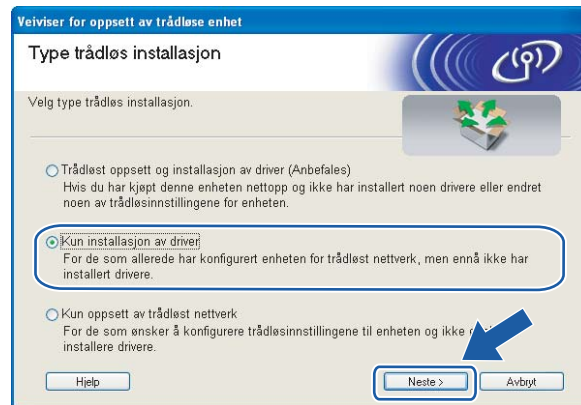 Veiviser for oppsett av trådløse enhet
Type trådløs installasjon
Velg type trådløs installasjon.
Trådløst oppsett og installasjon av driver (Anbefales)
Hvis du har kjøpt denne enheten nettopp og ikke har installert noen drivere eller endret
noen av trådløsinnstillingene for enheten.
Kun installasjon av driver
For de som allerede har konfigurert enheten for trådløst nettverk, men ennå ikke har
installert drivere.
Kun oppsett av trådløst nettverk
For de som ønsker å konfigurere trådløsinnstillingene til enheten og ikke
installere drivere.
Hjelp
Neste >
Avbryt